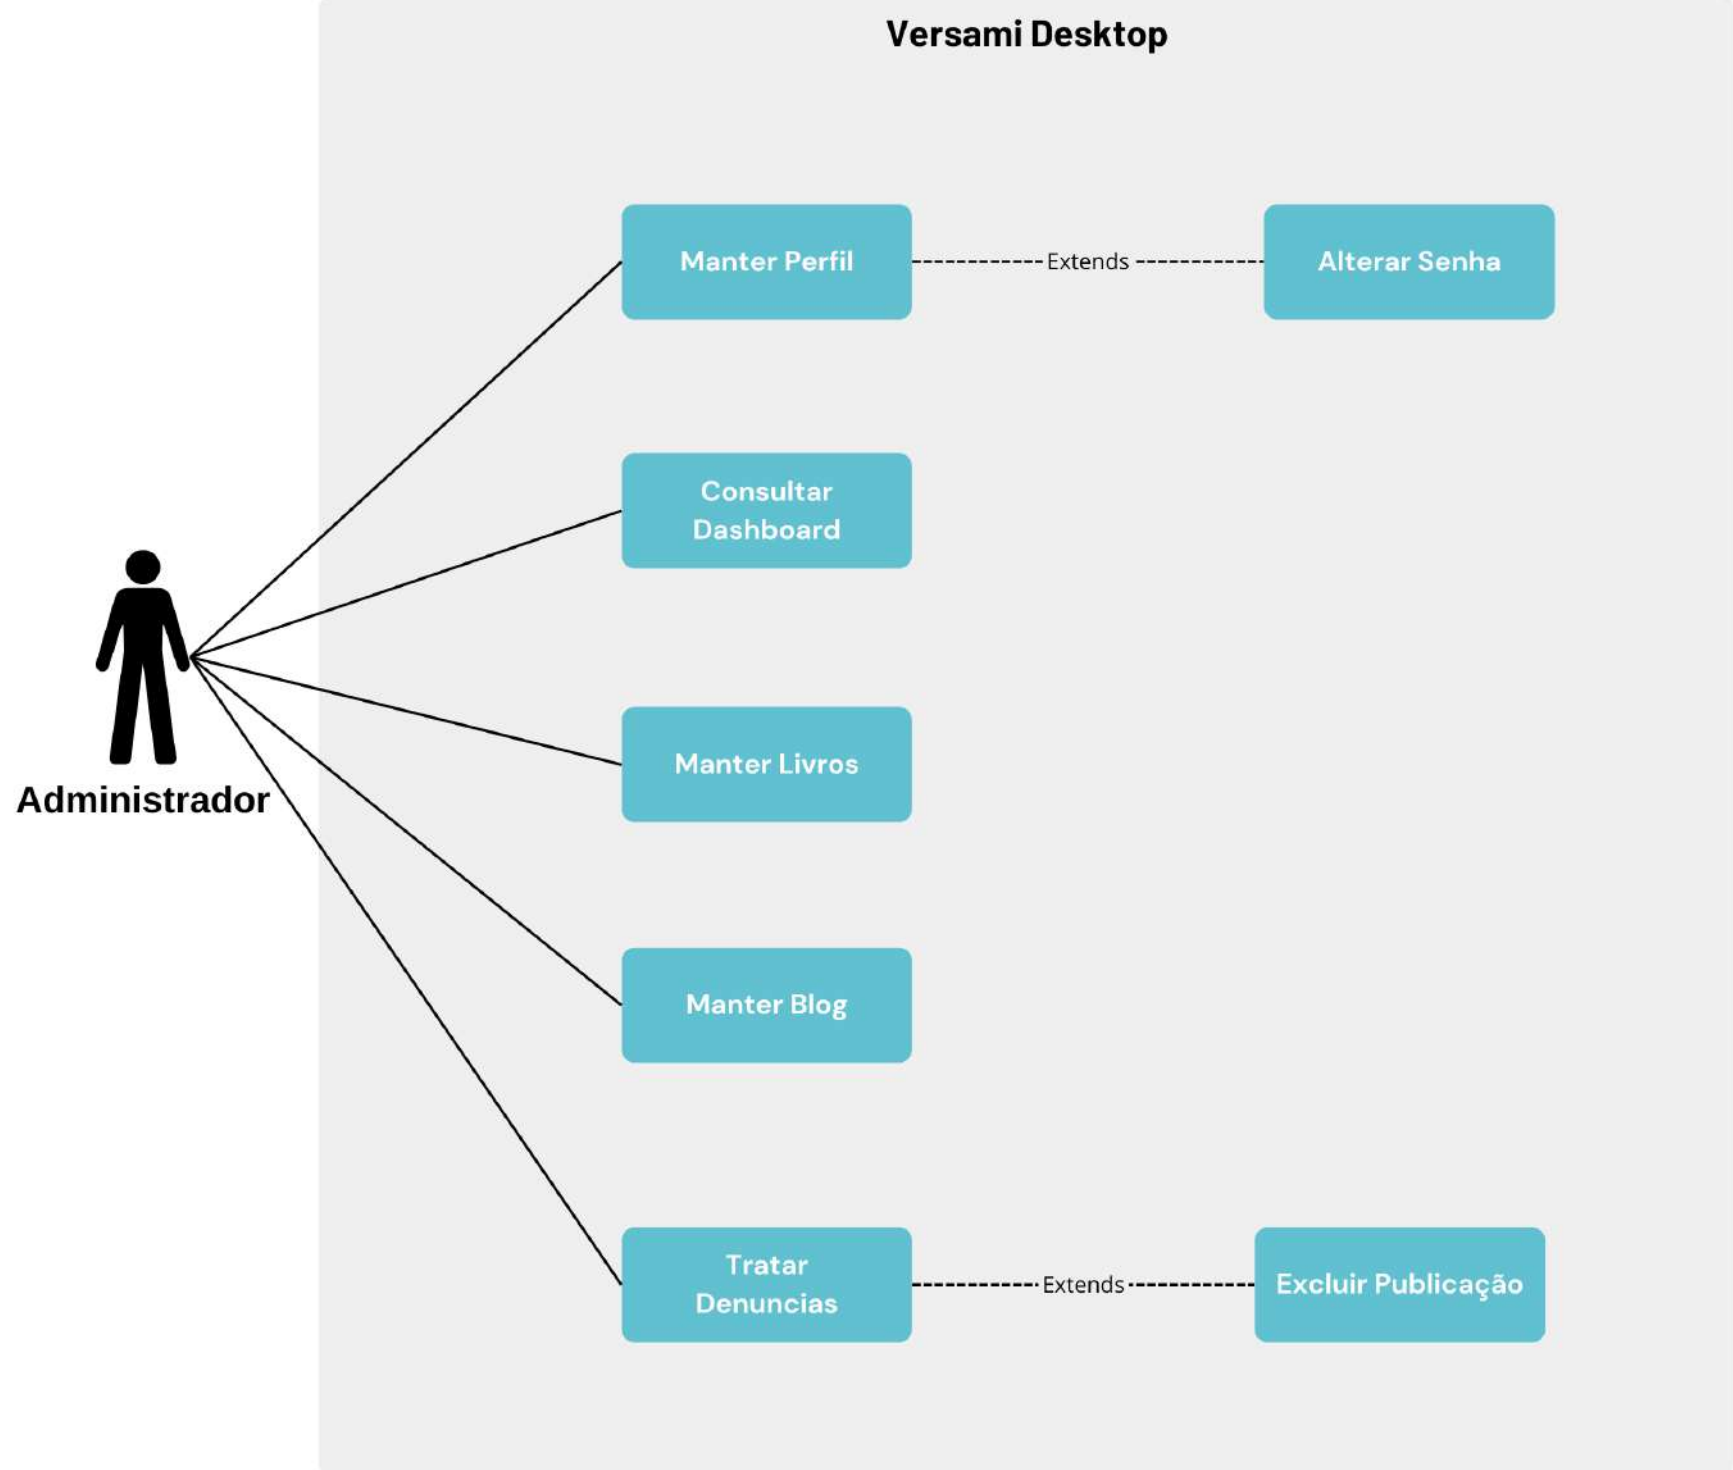 Versami Desktop
Manter Perfil
Extends
Alterar Senha
Consultar
Dashboard
Administrador
Manter Livros
Manter Blog
Tratar
Denuncias
Extends
Excluir Publicação